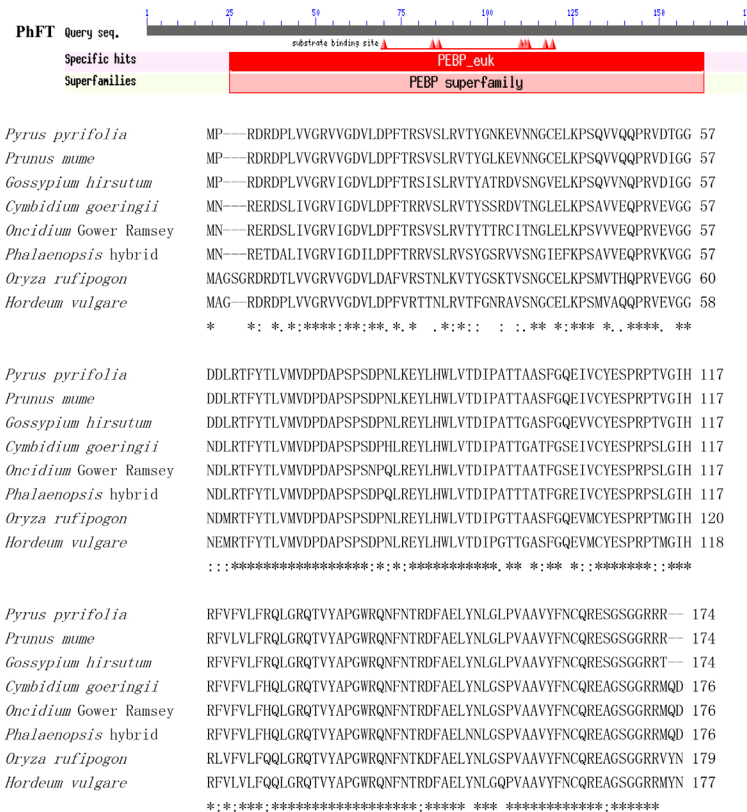 1 25 50 75 100 125 150 174
PhFT Query seq.
substrate binding site
Specific hits PEBP_euk
Superfamilies PEBP superfamily
Pyrus pyrifolia MP---RDRDPLVVGRVVGDVLDPFTRSVSLRVTYGNKEVNNGCELKPSQVVQQPRVDTGG 57
Prunus mume MP---RDRDPLVVGRVVGDVLDPFTRSVSLRVTYGLKEVNNGCELKPSQVVQQPRVDIGG 57
Gossypium hirsutum MP---RDRDPLVVGRVIGDVLDPFTRSISLRVTYATRDVSNGVELKPSQVVNQPRVDIGG 57
Cymbidium goeringii MN---RERDSLIVGRVIGDVLDPFTRRVSLRVTYSSRDVTNGLELKPSAVVEQPRVEVGG 57
Oncidium Gower Ramsey MN---RERDSLIVGRVIGDVLDPFTRSVSLRVTYTTRCITNGLELKPSVVVEQPRVEVGG 57
Phalaenopsis hybrid MN---RETDALIVGRVIGDILDPFTRRVSLRVSYGSRVVSNGIEFKPSAVVEQPRVKVGG 57
Oryza rufipogon MAGSGRDRDTLVVGRVVGDVLDAFVRSTNLKVTYGSKTVSNGCELKPSMVTHQPRVEVGG 60
Hordeum vulgare MAG--RDRDPLVVGRVVGDVLDPFVRTTNLRVTFGNRAVSNGCELKPSMVAQQPRVEVGG 58
* *: *.*:****:**:**.*.* .*:*:: : :.** *:*** *..****. **
Pyrus pyrifolia DDLRTFYTLVMVDPDAPSPSDPNLKEYLHWLVTDIPATTAASFGQEIVCYESPRPTVGIH 117
Prunus mume DDLRTFYTLVMVDPDAPSPSDPNLREYLHWLVTDIPATTAASFGQEIVCYESPRPTVGIH 117
Gossypium hirsutum DDLRTFYTLVMVDPDAPSPSDPNLREYLHWLVTDIPATTGASFGQEVVCYESPRPTVGIH 117
Cymbidium goeringii NDLRTFYTLVMVDPDAPSPSDPHLREYLHWLVTDIPATTGATFGSEIVCYESPRPSLGIH 117
Oncidium Gower Ramsey NDLRTFYTLVMVDPDAPSPSNPQLREYLHWLVTDIPATTAATFGSEIVCYESPRPSLGIH 117
Phalaenopsis hybrid NDLRTFYTLVMVDPDAPSPSDPQLREYLHWLVTDIPATTTATFGREIVCYESPRPSLGIH 117
Oryza rufipogon NDMRTFYTLVMVDPDAPSPSDPNLREYLHWLVTDIPGTTAASFGQEVMCYESPRPTMGIH 120
Hordeum vulgare NEMRTFYTLVMVDPDAPSPSDPNLREYLHWLVTDIPGTTGASFGQEVMCYESPRPTMGIH 118
:::*****************:*:*:***********.** *:** *::*******::***
Pyrus pyrifolia RFVFVLFRQLGRQTVYAPGWRQNFNTRDFAELYNLGLPVAAVYFNCQRESGSGGRRR-- 174
Prunus mume RFVLVLFRQLGRQTVYAPGWRQNFNTRDFAELYNLGLPVAAVYFNCQRESGSGGRRR-- 174
Gossypium hirsutum RFVFVLFRQLGRQTVYAPGWRQNFNTRDFAELYNLGLPVAAVYFNCQRESGSGGRRT-- 174
Cymbidium goeringii RFVFVLFHQLGRQTVYAPGWRQNFNTRDFAELYNLGSPVAAVYFNCQREAGSGGRRMQD 176
Oncidium Gower Ramsey RFVFVLFHQLGRQTVYAPGWRQNFNTRDFAELYNLGSPVAAVYFNCQREAGSGGRRMQD 176
Phalaenopsis hybrid RFVFVLFHQLGRQTVYAPGWRQNFNTRDFAELNNLGSPVAAVYFNCQREAGSGGRRMQD 176
Oryza rufipogon RLVFVLFQQLGRQTVYAPGWRQNFNTKDFAELYNLGSPVAAVYFNCQREAGSGGRRVYN 179
Hordeum vulgare RFVLVLFQQLGRQTVYAPGWRQNFNTRDFAELYNLGQPVAAVYFNCQREAGSGGRRMYN 177
*:*:***:******************:***** *** ************:******